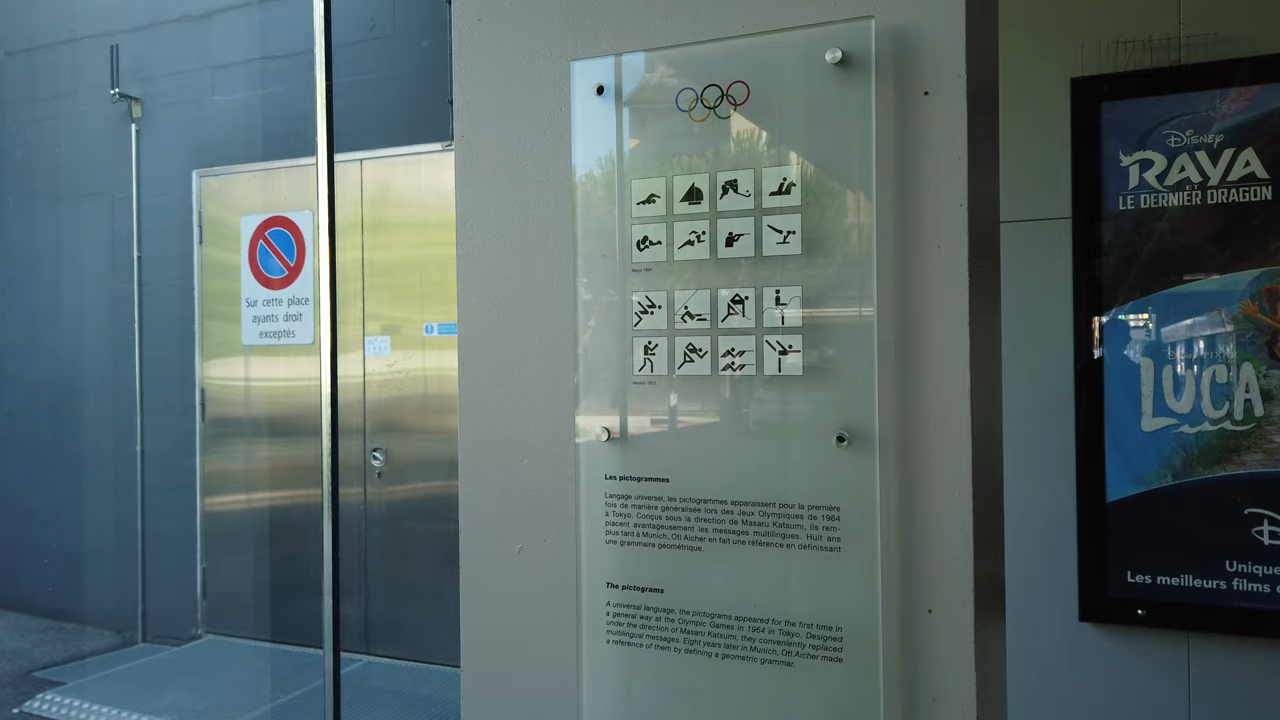 Sur cette place
ayants droit
exceptés
Tokyo 1964
Munich 1972
Les pictogrammes
Langage universel, les pictogrammes apparaissent pour la première
fois de manière généralisée lors des Jeux Olympiques de 1964
à Tokyo. Conçus sous la direction de Masaru Katsumi, ils rem-
placent avantageusement les messages multilingues. Huit ans
plus tard à Munich, Otl Aicher en fait une référence en définissant
une grammaire géométrique.
The pictograms
A universal language, the pictograms appeared for the first time in
a general way at the Olympic Games in 1964 in Tokyo. Designed
under the direction of Masaru Katsumi, they conveniently replaced
multilingual messages. Eight years later in Munich, Otl Aicher made
a reference of them by defining a geometric grammar.
Disney
RAYA
ET
LE DERNIER DRAGON
Disney PIXAR
LUCA
Unique
Les meilleurs films